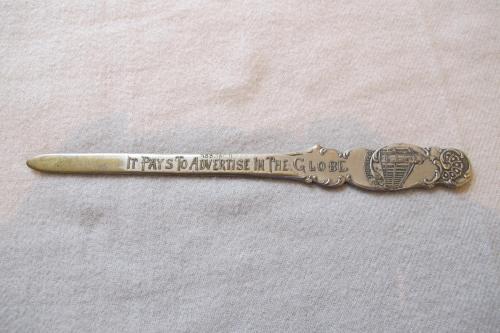 IT PAYS TO ADVERTISE IN THE GLOBE